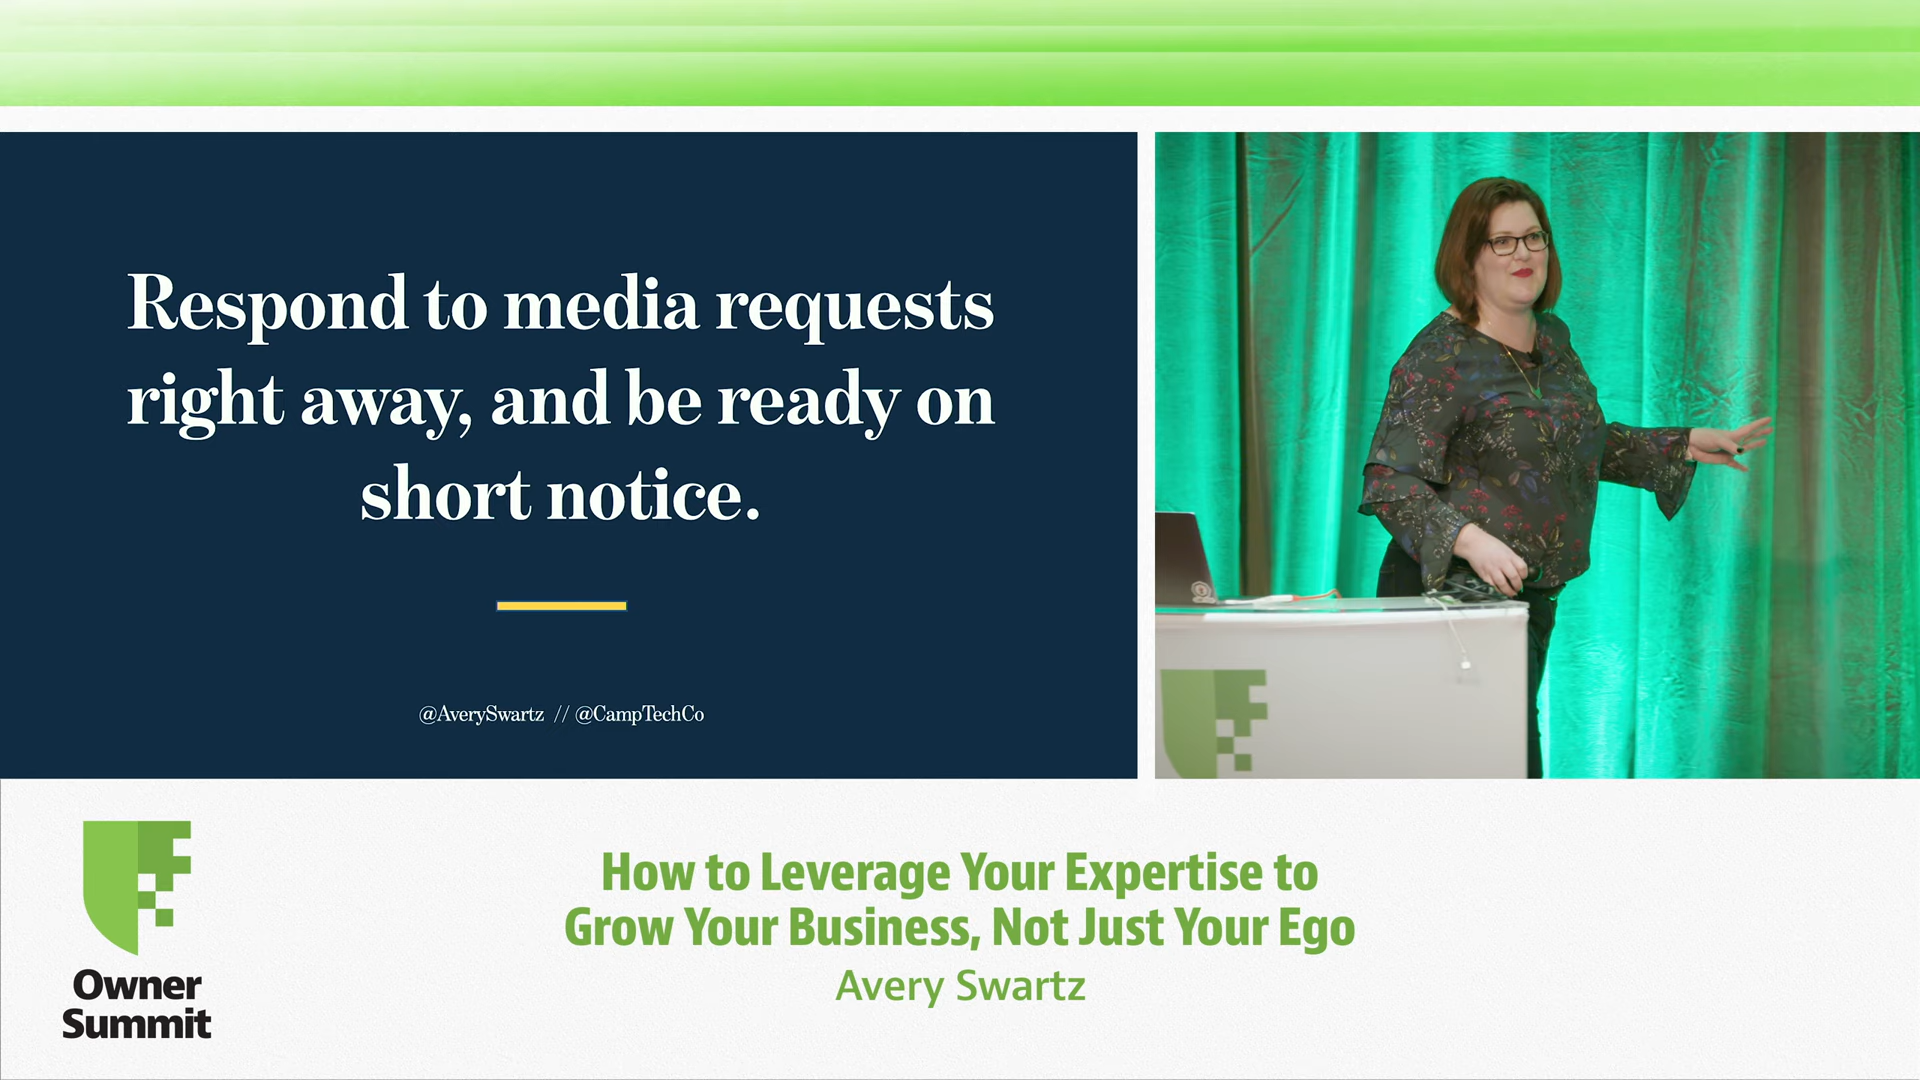 Respond to media requests
right away, and be ready on
short notice.
@AverySwartz // @CampTechCo
Owner
Summit
How to Leverage Your Expertise to
Grow Your Business, Not Just Your Ego
Avery Swartz